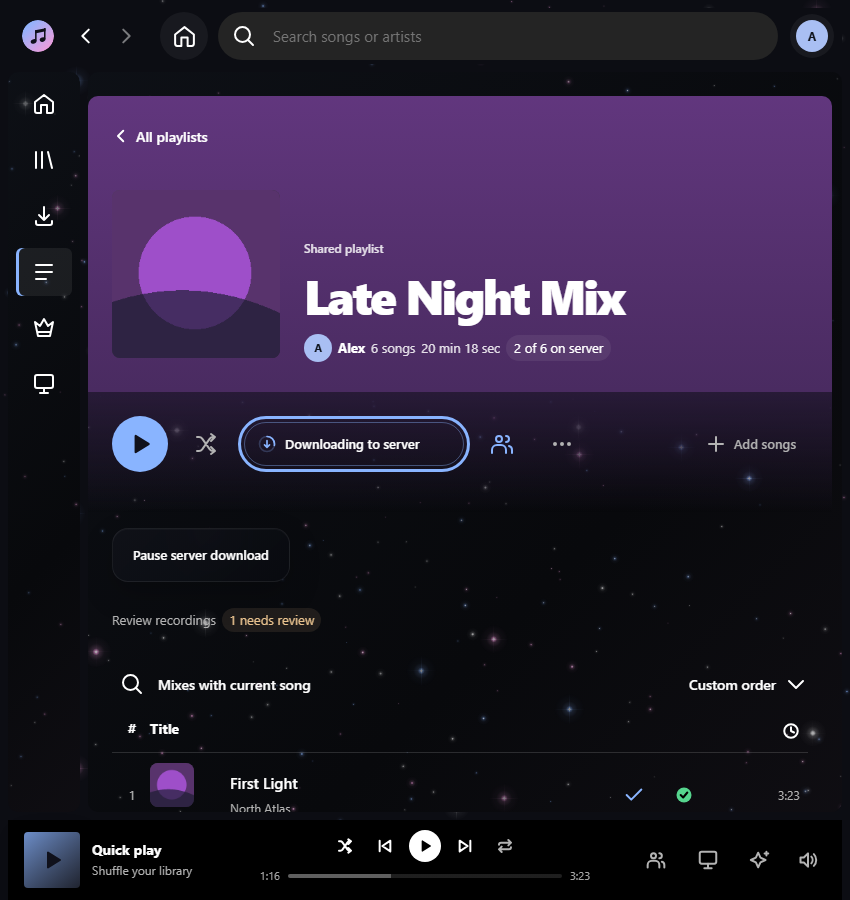 Search songs or artists
A
All playlists
Shared playlist
Late Night Mix
A Alex 6 songs 20 min 18 sec 2 of 6 on server
Downloading to server
Add songs
Pause server download
Review recordings 1 needs review
Mixes with current song
Custom order
# Title
1 First Light 3:23
North Atlas
Quick play
Shuffle your library
1:16 3:23